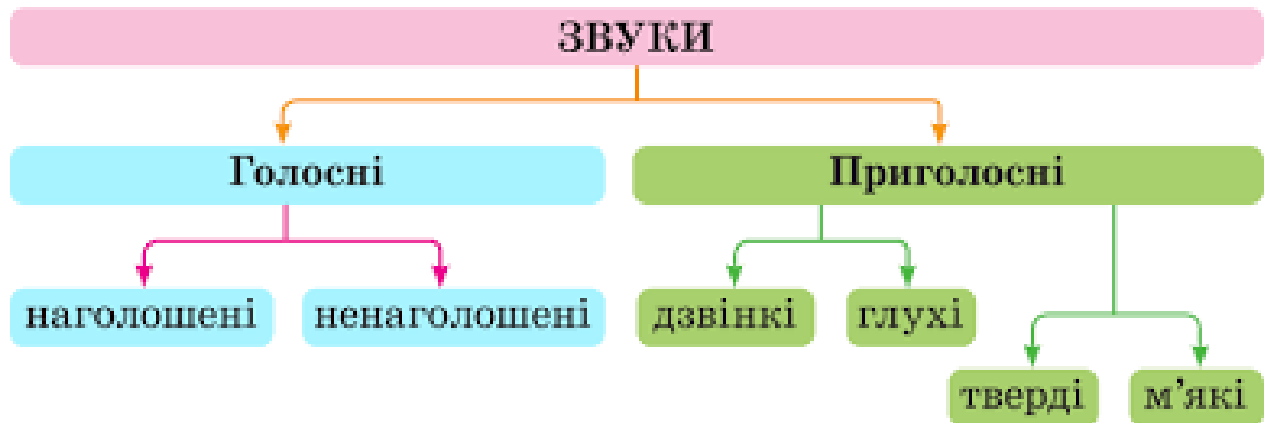 ЗВУКИ
Голосні Приголосні
наголошені ненаголошені дзвінкі глухі
тверді м’які